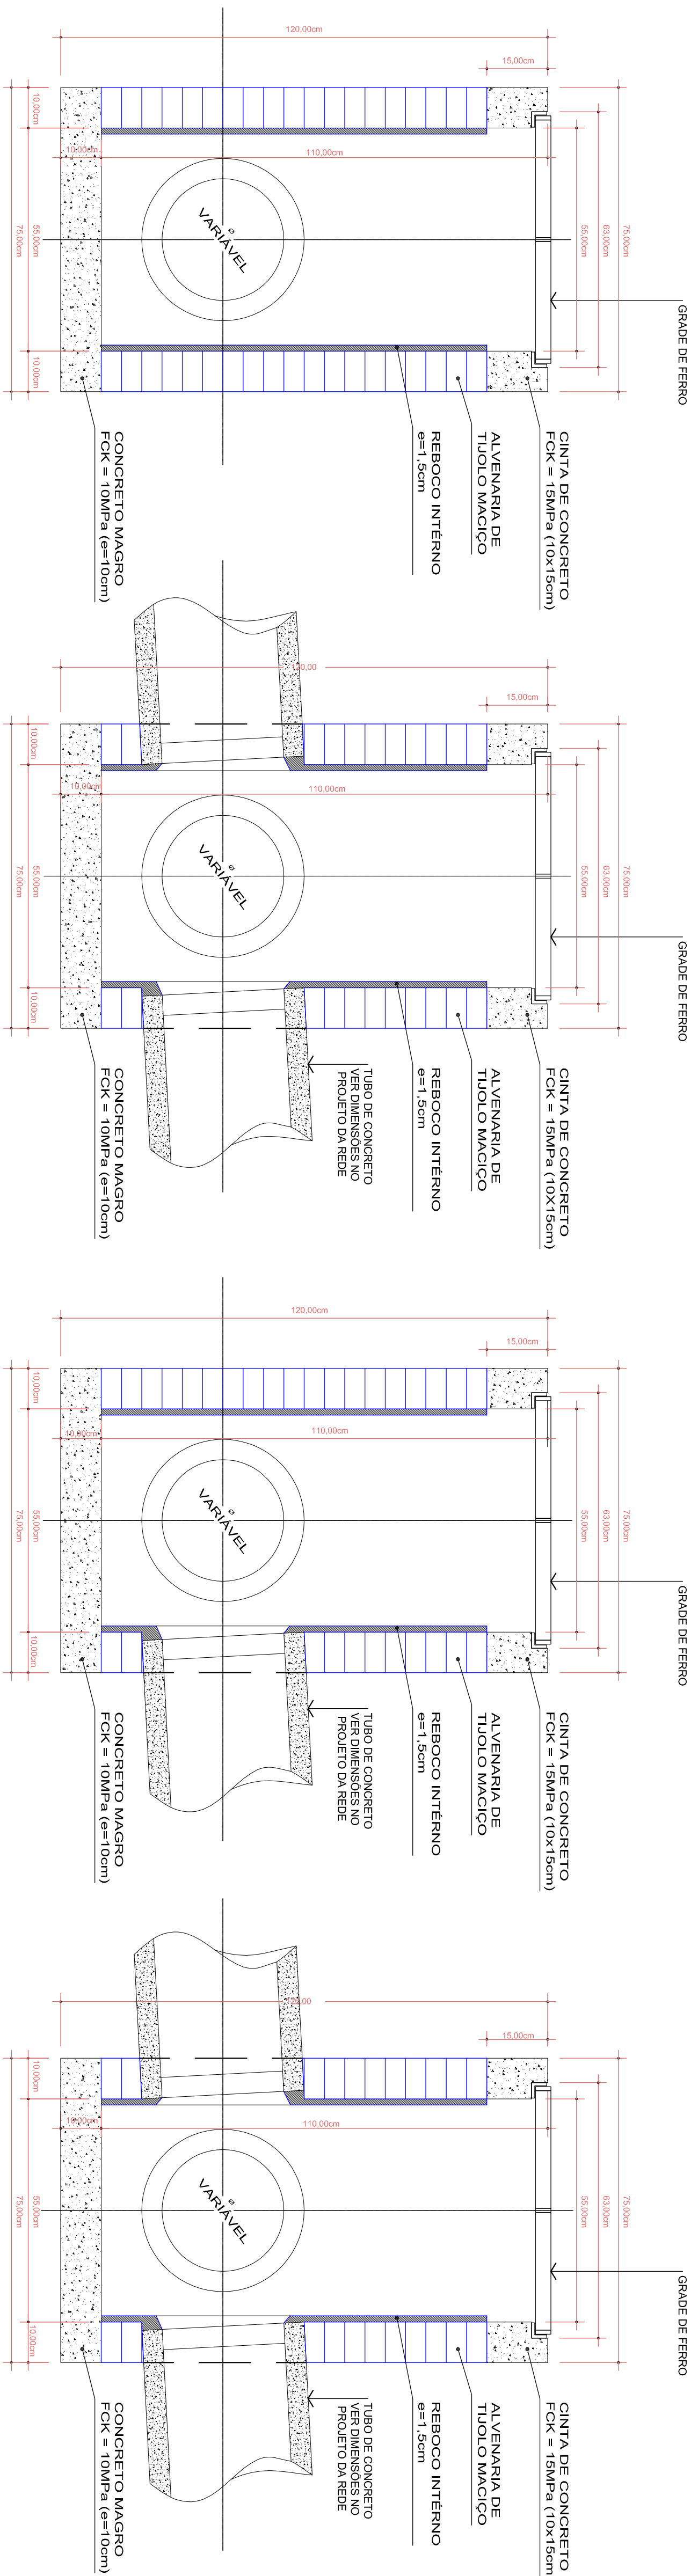 120,00cm
15,00cm
10,00cm
10,00cm
110,00cm
55,00cm
75,00cm
10,00cm
55,00cm
63,00cm
75,00cm
Ø
VARIÁVEL
GRADE DE FERRO
CINTA DE CONCRETO
FCK = 15MPa (10x15cm)
ALVENARIA DE
TIJOLO MACIÇO
REBOCO INTÉRNO
e=1,5cm
CONCRETO MAGRO
FCK = 10MPa (e=10cm)
120,00
15,00cm
10,00cm
10,00cm
110,00cm
55,00cm
75,00cm
10,00cm
55,00cm
63,00cm
75,00cm
Ø
VARIÁVEL
GRADE DE FERRO
CINTA DE CONCRETO
FCK = 15MPa (10X15cm)
ALVENARIA DE
TIJOLO MACIÇO
REBOCO INTÉRNO
e=1,5cm
TUBO DE CONCRETO
VER DIMENSÕES NO
PROJETO DA REDE
CONCRETO MAGRO
FCK = 10MPa (e=10cm)
120,00cm
15,00cm
10,00cm
10,00cm
110,00cm
55,00cm
75,00cm
10,00cm
55,00cm
63,00cm
75,00cm
Ø
VARIÁVEL
GRADE DE FERRO
CINTA DE CONCRETO
FCK = 15MPa (10x15cm)
ALVENARIA DE
TIJOLO MACIÇO
REBOCO INTÉRNO
e=1,5cm
TUBO DE CONCRETO
VER DIMENSÕES NO
PROJETO DA REDE
CONCRETO MAGRO
FCK = 10MPa (e=10cm)
120,00
15,00cm
10,00cm
10,00cm
110,00cm
55,00cm
75,00cm
10,00cm
55,00cm
63,00cm
75,00cm
Ø
VARIÁVEL
GRADE DE FERRO
CINTA DE CONCRETO
FCK = 15MPa (10x15cm
ALVENARIA DE
TIJOLO MACIÇO
REBOCO INTÉRNO
e=1,5cm
TUBO DE CONCRETO
VER DIMENSÕES NO
PROJETO DA REDE
CONCRETO MAGRO
FCK = 10MPa (e=10cm)